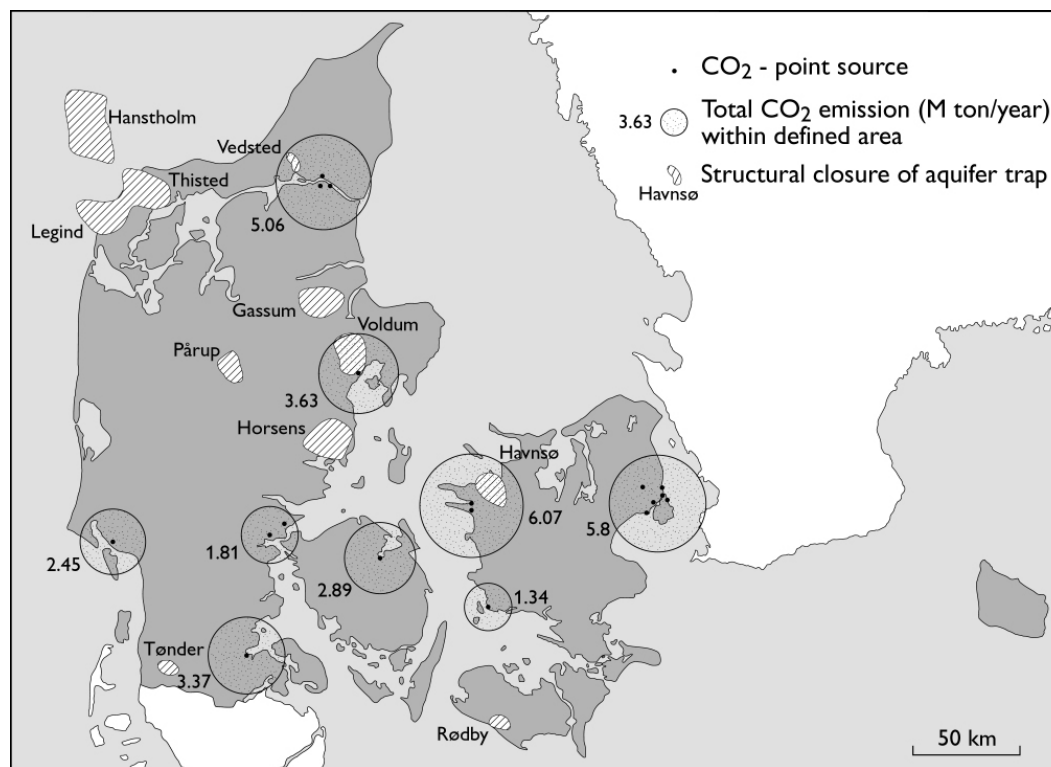 CO2 - point source
3.63
Total CO2 emission (M ton/year)
within defined area
Havnsø
Structural closure of aquifer trap
Hanstholm
Vedsted
Thisted
Legind
5.06
Gassum
Voldum
Pårup
3.63
Horsens
Havnsø
6.07
5.8
2.45
1.81
2.89
1.34
Tønder
3.37
Rødby
50 km